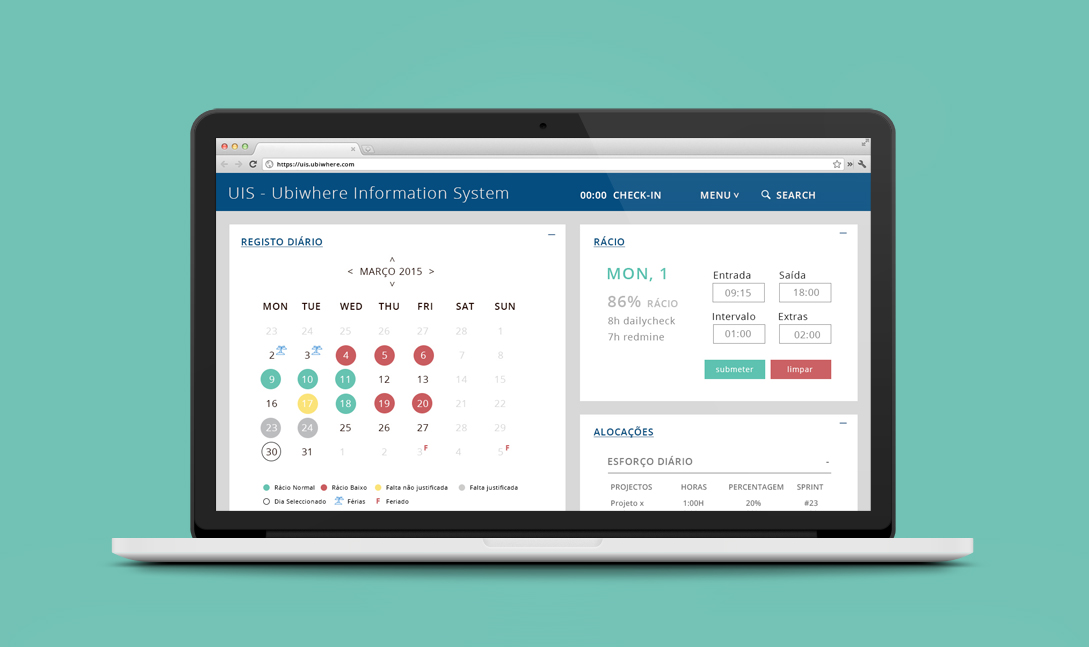 https://uis.ubiwhere.com
UIS - Ubiwhere Information System
00:00 CHECK-IN
MENU
SEARCH
REGISTO DIÁRIO
< MARÇO 2015 >
MON TUE WED THU FRI SAT SUN
23 24 25 26 27 28 1
2 3 4 5 6 7 8
9 10 11 12 13 14 15
16 17 18 19 20 21 22
23 24 25 26 27 28 29
30 31 1 2 3 F 4 5 F
Rácio Normal Rácio Baixo Falta não justificada Falta justificada
Dia Seleccionado Férias F Feriado
RÁCIO
MON, 1
86% RÁCIO
8h dailycheck
7h redmine
Entrada Saída
09:15 18:00
Intervalo Extras
01:00 02:00
submeter limpar
ALOCAÇÕES
ESFORÇO DIÁRIO -
PROJECTOS HORAS PERCENTAGEM SPRINT
Projeto x 1:00H 20% #23